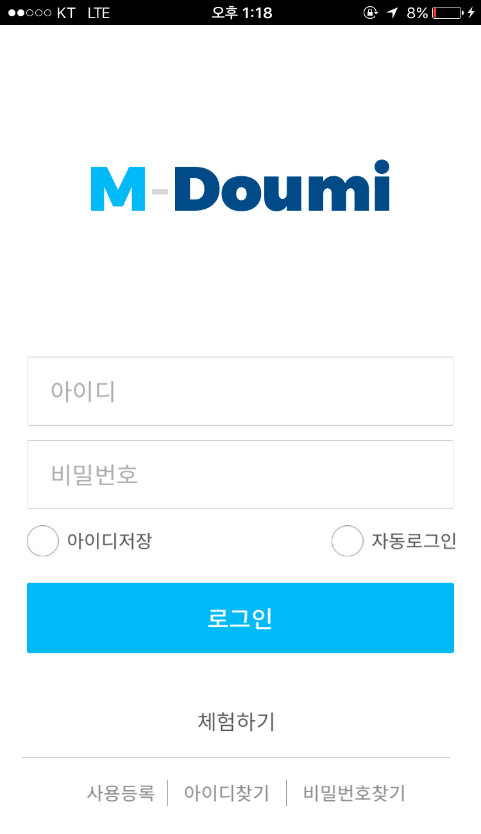 KT LTE 오후 1:18 8%
M-Doumi
아이디
비밀번호
아이디저장 자동로그인
로그인
체험하기
사용등록 아이디찾기 비밀번호찾기